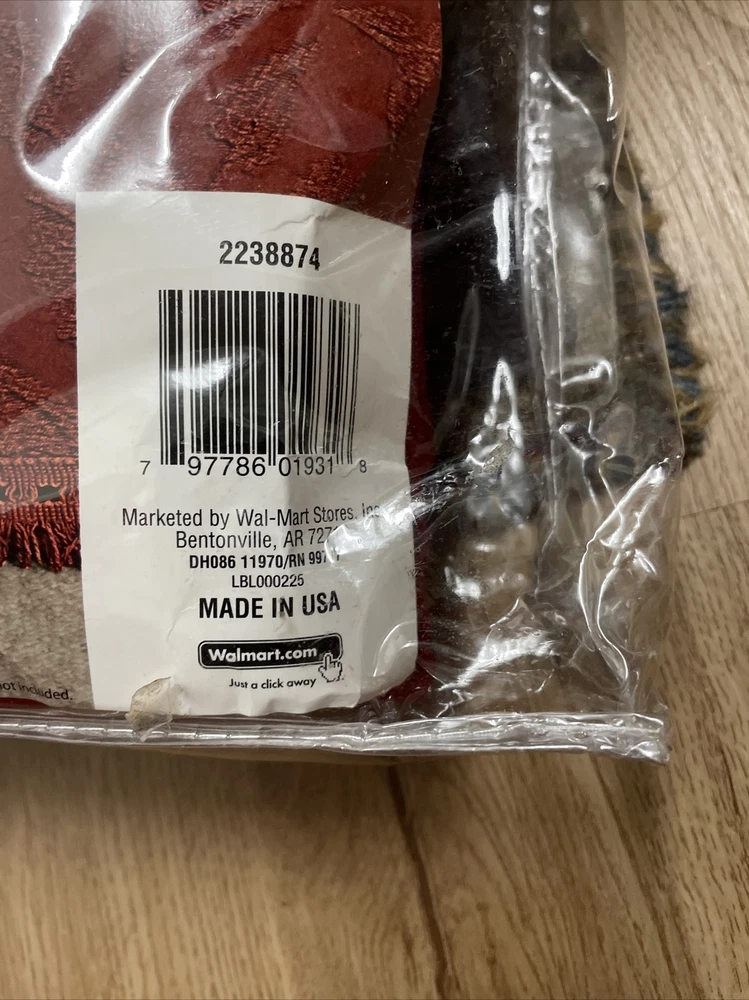 2238874
7 97786 01931 8
Marketed by Wal-Mart Stores, Inc.
Bentonville, AR
DH086 11970/RN
LBL000225
MADE IN USA
Walmart.com
Just a click away
not included.